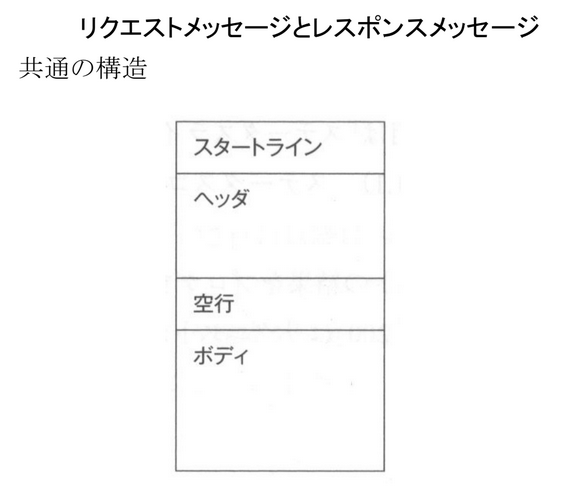 リクエストメッセージとレスポンスメッセージ
共通の構造
スタートライン
ヘッダ
空行
ボディ